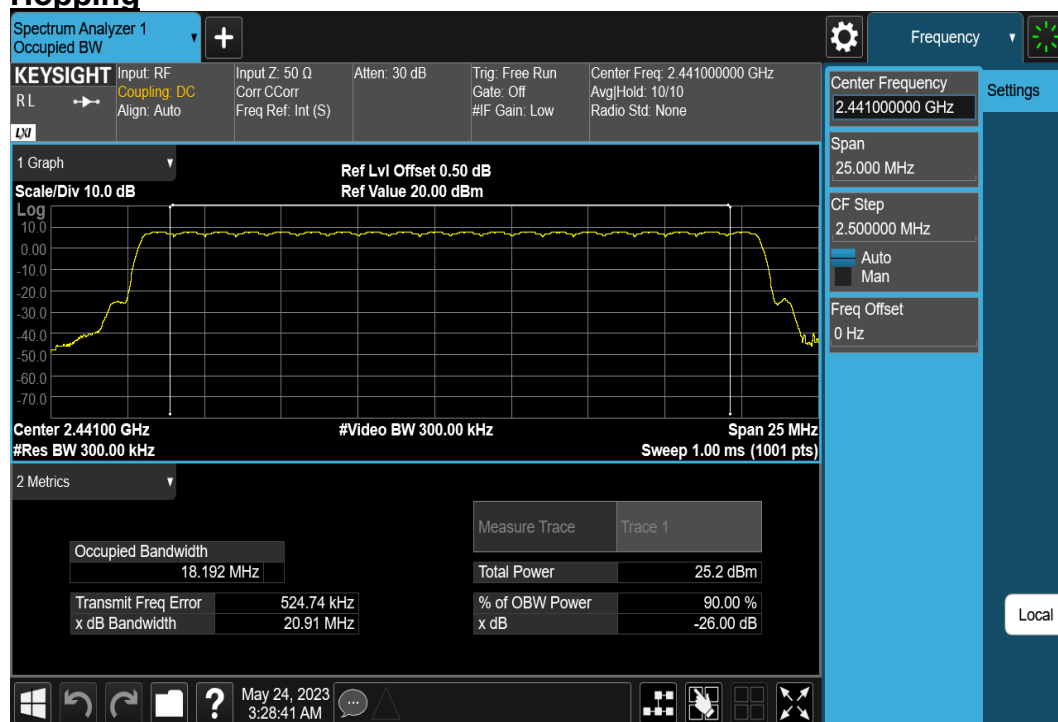 Hopping
Spectrum Analyzer 1
Occupied BW
+
Frequency
KEYSIGHT
R L
LXI
Input: RF
Coupling: DC
Align: Auto
Input Z: 50 Ω
Corr CCorr
Freq Ref: Int (S)
Atten: 30 dB
Trig: Free Run
Gate: Off
#IF Gain: Low
Center Freq: 2.441000000 GHz
Avg|Hold: 10/10
Radio Std: None
Center Frequency
2.441000000 GHz
Settings
Span
25.000 MHz
CF Step
2.500000 MHz
Auto
Man
Freq Offset
0 Hz
Local
1 Graph
Scale/Div 10.0 dB
Ref Lvl Offset 0.50 dB
Ref Value 20.00 dBm
Log
10.0
0.00
-10.0
-20.0
-30.0
-40.0
-50.0
-60.0
-70.0
Center 2.44100 GHz
#Video BW 300.00 kHz
Span 25 MHz
#Res BW 300.00 kHz
Sweep 1.00 ms (1001 pts)
2 Metrics
Measure Trace Trace 1
Occupied Bandwidth
18.192 MHz
Total Power 25.2 dBm
Transmit Freq Error 524.74 kHz
% of OBW Power 90.00 %
x dB Bandwidth 20.91 MHz
x dB -26.00 dB
?
May 24, 2023
3:28:41 AM